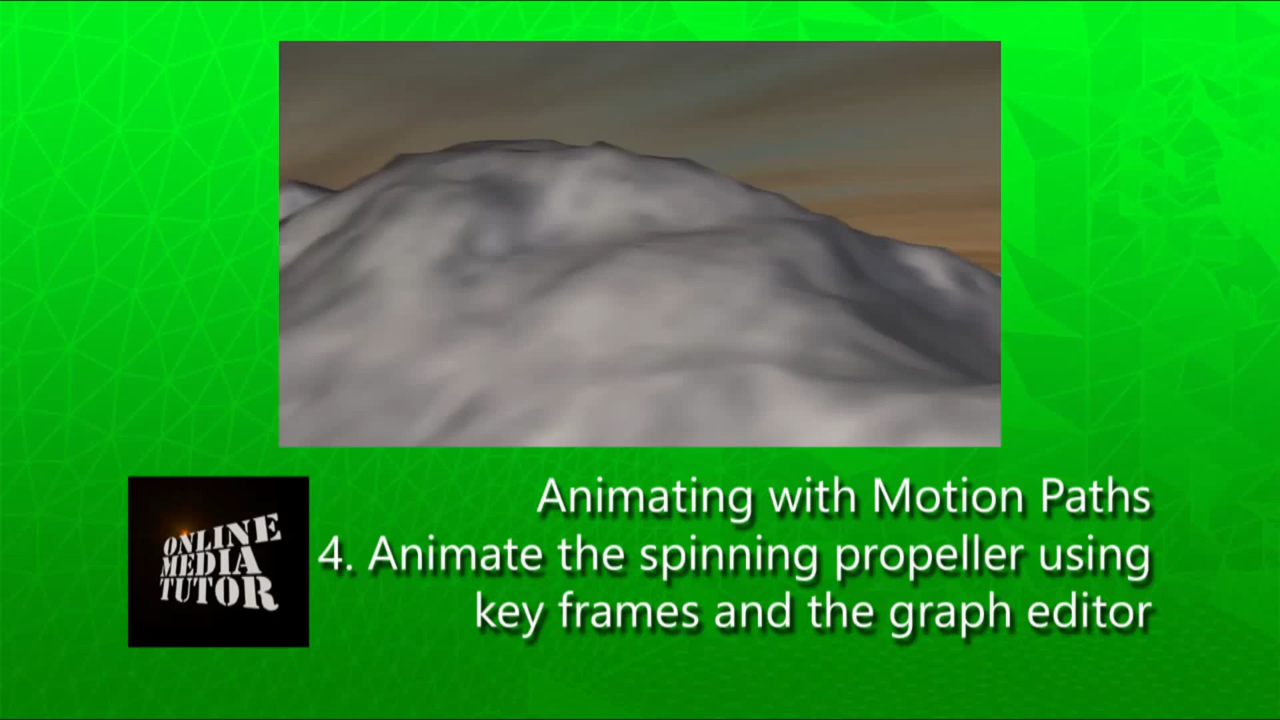 Animating with Motion Paths
4. Animate the spinning propeller using
key frames and the graph editor
ONLINE
MEDIA
TUTOR